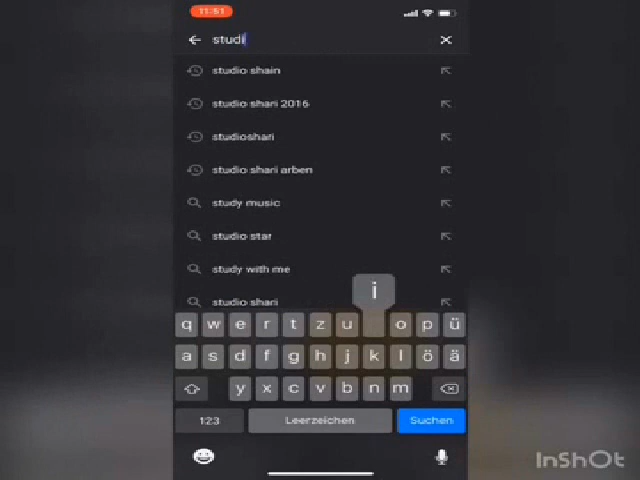 11:51
studi
studio shain
studio shari 2016
studioshari
studio shari arben
study music
studio star
study with me
studio shari
i
q w e r t z u o p ü
a s d f g h j k l ö ä
y x c v b n m
123 Leerzeichen Suchen
InShOt